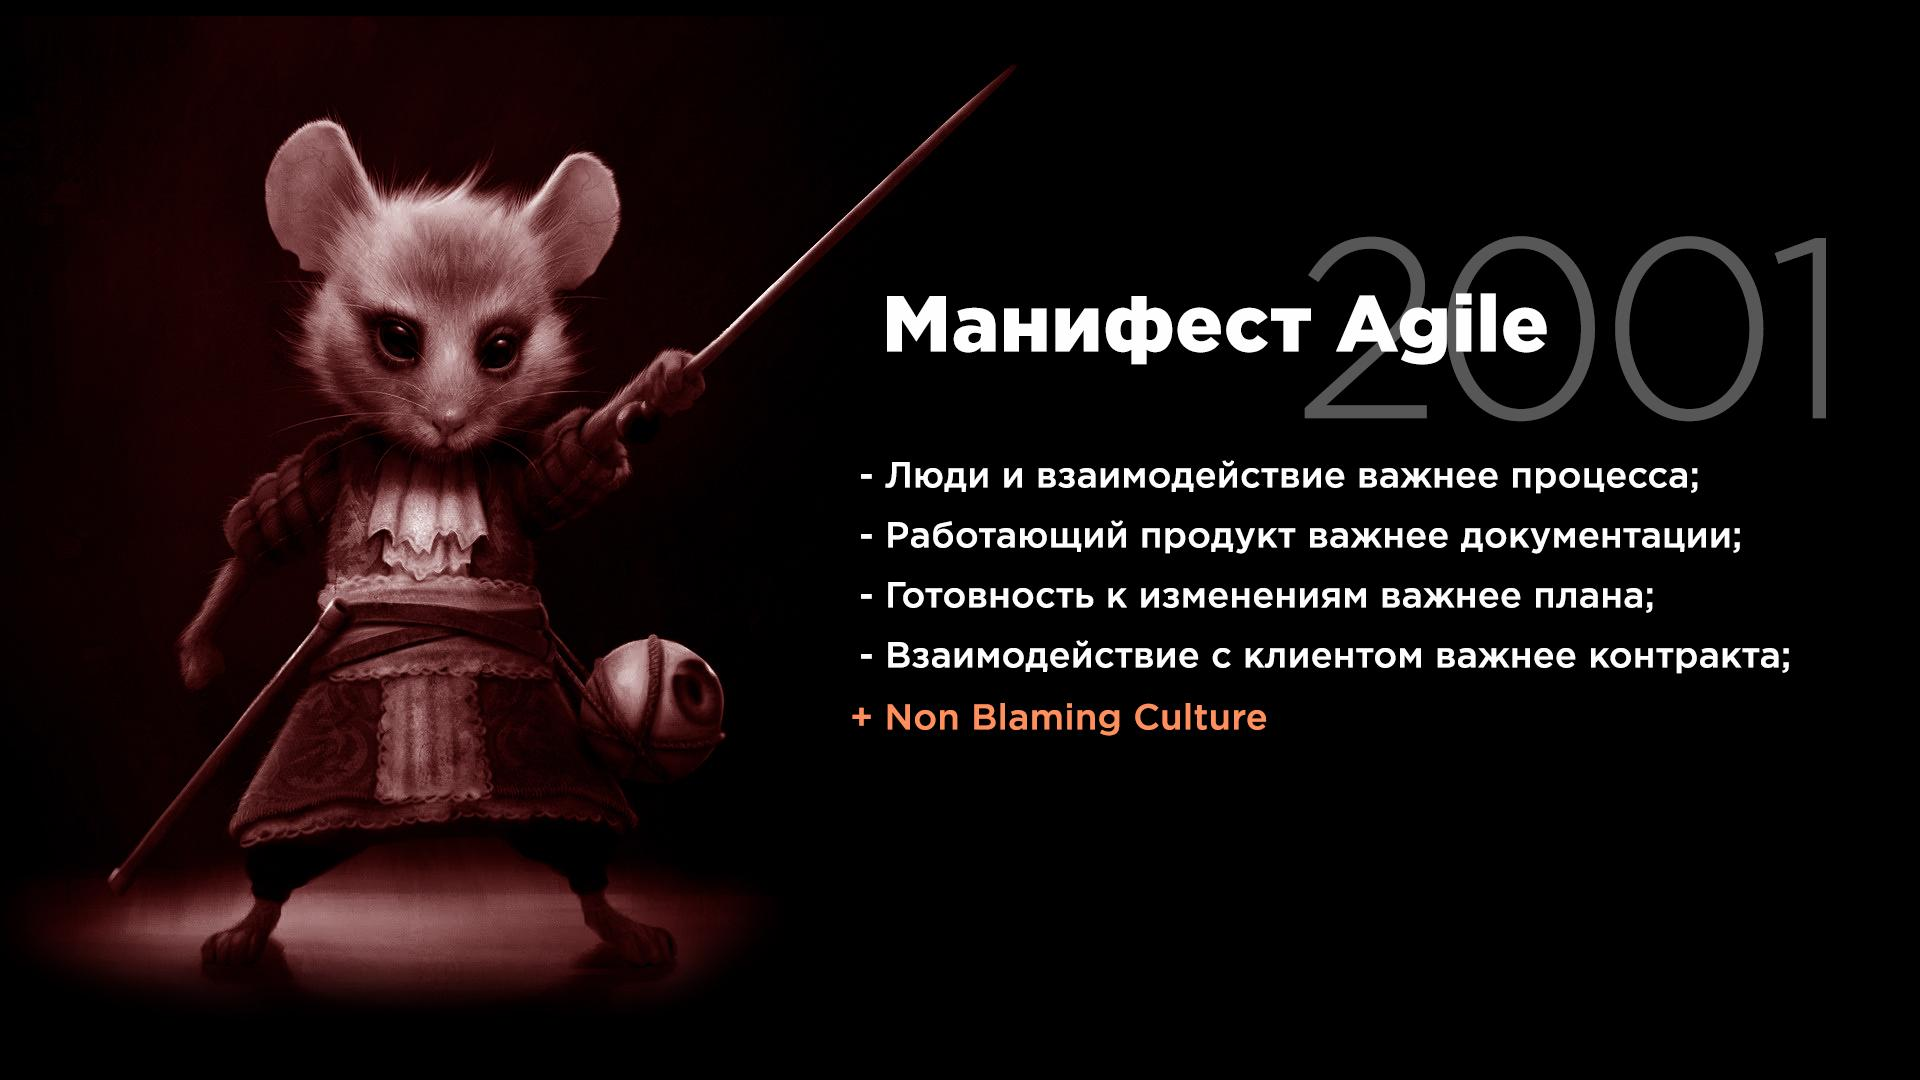 2001
Манифест Agile
- Люди и взаимодействие важнее процесса;
- Работающий продукт важнее документации;
- Готовность к изменениям важнее плана;
- Взаимодействие с клиентом важнее контракта;
+ Non Blaming Culture